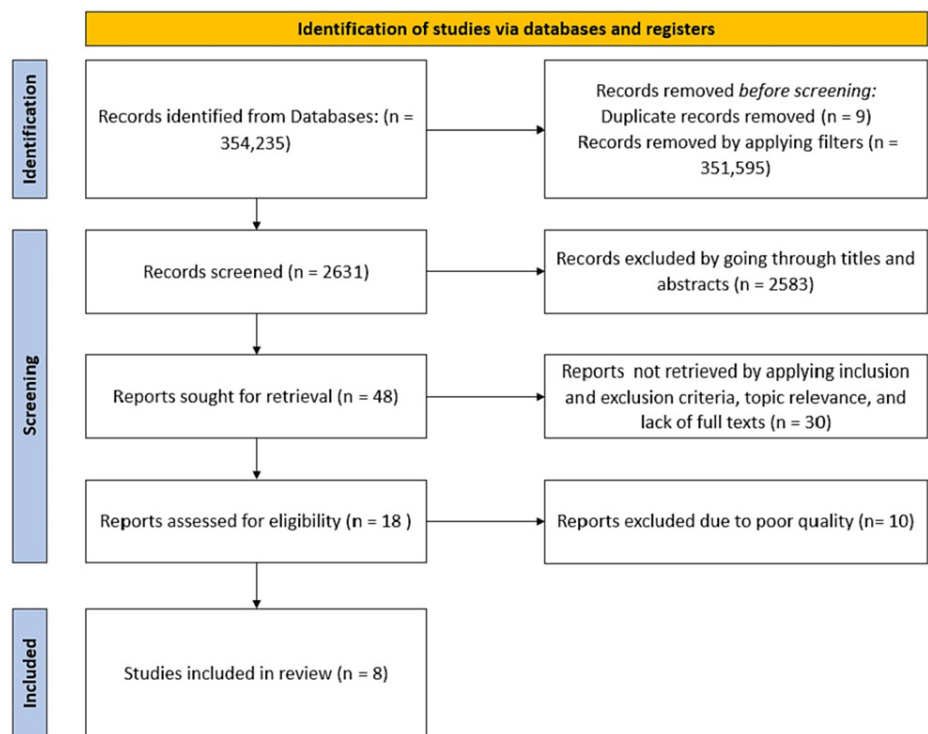 Identification of studies via databases and registers
Identification
Records identified from Databases: (n =
354,235)
Records removed before screening:
Duplicate records removed (n = 9)
Records removed by applying filters (n =
351,595)
Screening
Records screened (n = 2631)
Records excluded by going through titles and
abstracts (n = 2583)
Reports sought for retrieval (n = 48)
Reports  not retrieved by applying inclusion
and exclusion criteria, topic relevance, and
lack of full texts (n = 30)
Reports assessed for eligibility (n = 18 )
Reports excluded due to poor quality (n= 10)
Included
Studies included in review (n = 8)